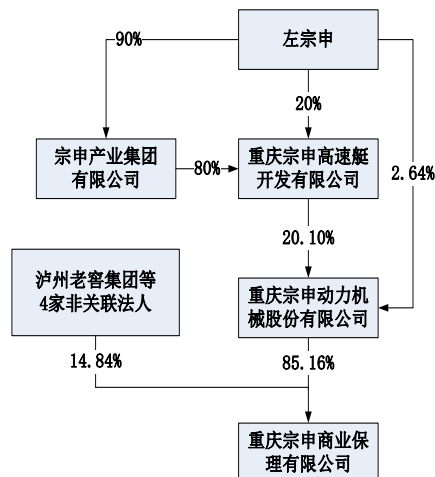 左宗申
90%
20%
2.64%
宗申产业集团
有限公司
80%
重庆宗申高速艇
开发有限公司
20.10%
泸州老窖集团等
4家非关联法人
重庆宗申动力机
械股份有限公司
14.84%
85.16%
重庆宗申商业保
理有限公司